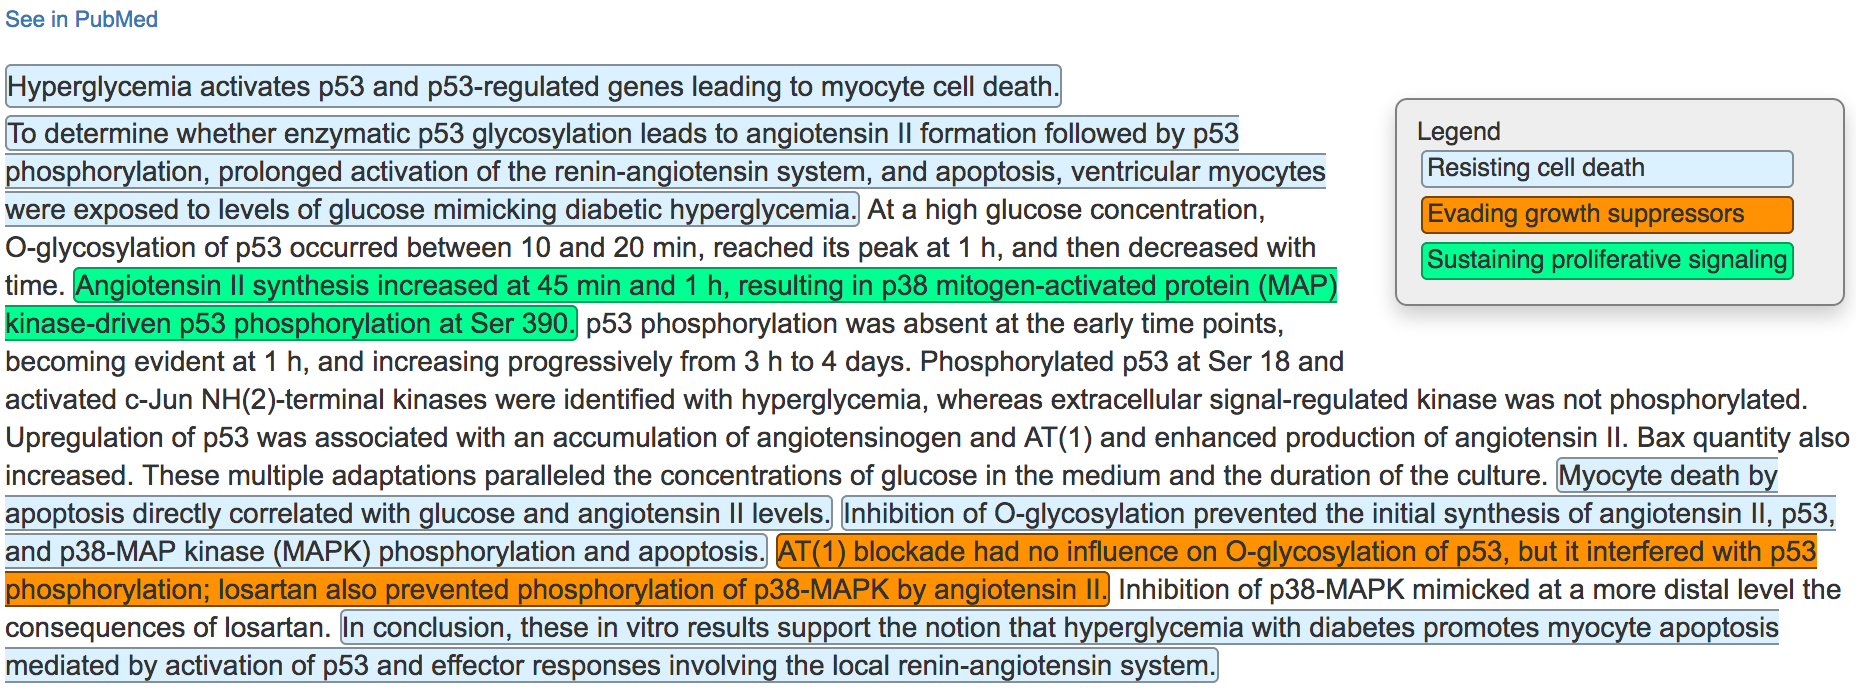 See in PubMed
Hyperglycemia activates p53 and p53-regulated genes leading to myocyte cell death.
To determine whether enzymatic p53 glycosylation leads to angiotensin II formation followed by p53
phosphorylation, prolonged activation of the renin-angiotensin system, and apoptosis, ventricular myocytes
were exposed to levels of glucose mimicking diabetic hyperglycemia. At a high glucose concentration,
O-glycosylation of p53 occurred between 10 and 20 min, reached its peak at 1 h, and then decreased with
time. Angiotensin II synthesis increased at 45 min and 1 h, resulting in p38 mitogen-activated protein (MAP)
kinase-driven p53 phosphorylation at Ser 390. p53 phosphorylation was absent at the early time points,
becoming evident at 1 h, and increasing progressively from 3 h to 4 days. Phosphorylated p53 at Ser 18 and
activated c-Jun NH(2)-terminal kinases were identified with hyperglycemia, whereas extracellular signal-regulated kinase was not phosphorylated.
Upregulation of p53 was associated with an accumulation of angiotensinogen and AT(1) and enhanced production of angiotensin II. Bax quantity also
increased. These multiple adaptations paralleled the concentrations of glucose in the medium and the duration of the culture. Myocyte death by
apoptosis directly correlated with glucose and angiotensin II levels. Inhibition of O-glycosylation prevented the initial synthesis of angiotensin II, p53,
and p38-MAP kinase (MAPK) phosphorylation and apoptosis. AT(1) blockade had no influence on O-glycosylation of p53, but it interfered with p53
phosphorylation; losartan also prevented phosphorylation of p38-MAPK by angiotensin II. Inhibition of p38-MAPK mimicked at a more distal level the
consequences of losartan. In conclusion, these in vitro results support the notion that hyperglycemia with diabetes promotes myocyte apoptosis
mediated by activation of p53 and effector responses involving the local renin-angiotensin system.
Legend
Resisting cell death
Evading growth suppressors
Sustaining proliferative signaling